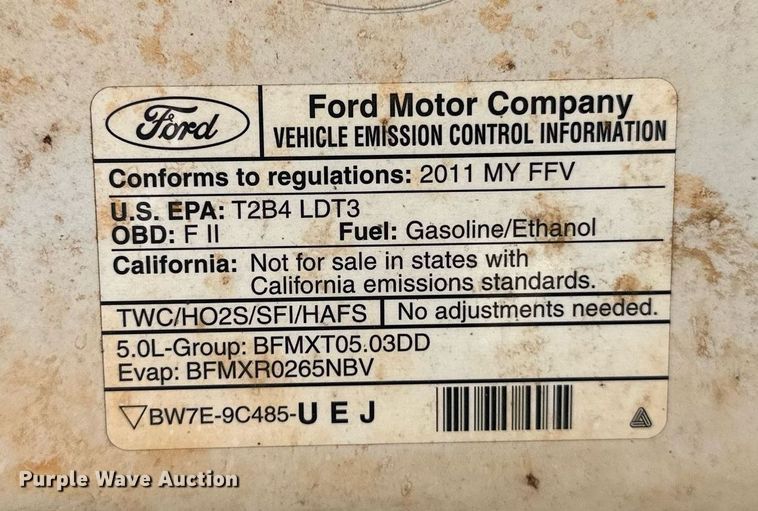 Ford
Ford Motor Company
VEHICLE EMISSION CONTROL INFORMATION
Conforms to regulations: 2011 MY FFV
U.S. EPA: T2B4 LDT3
OBD: F II Fuel: Gasoline/Ethanol
California: Not for sale in states with
California emissions standards.
TWC/HO2S/SFI/HAFS No adjustments needed.
5.0L-Group: BFMXT05.03DD
Evap: BFMXR0265NBV
BW7E-9C485-U E J
Purple Wave Auction